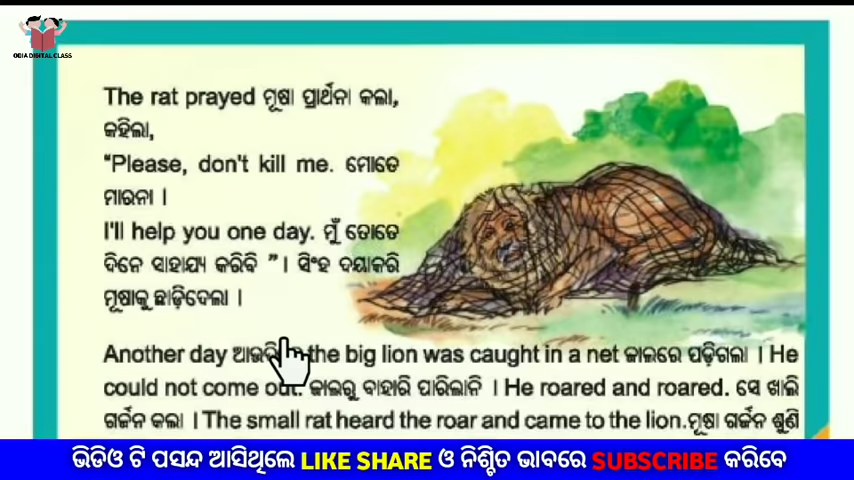 ODIA DIGITAL CLASS
The rat prayed ମୂଷା ପ୍ରାର୍ଥନା କଲା,
କହିଲା,
“Please, don't kill me. ମୋତେ
ମାରନା ।
I'll help you one day. ମୁଁ ତୋତେ
ଦିନେ ସାହାଯ୍ୟ କରିବି ” । ସିଂହ ଦୟାକରି
ମୂଷାକୁ ଛାଡ଼ିଦେଲା ।
Another day the big lion was caught in a net ଜାଲରେ ପଡ଼ିଗଲା । He
could not come out. ଜାଲରୁ ବାହାରି ପାରିଲାନି । He roared and roared. ସେ ଖାଲି
ଗର୍ଜନ କଲା । The small rat heard the roar and came to the lion.ମୂଷା ଗର୍ଜନ ଶୁଣି
ଭିଡିଓ ଟି ପସନ୍ଦ ଆସିଥିଲେ LIKE SHARE ଓ ନିଶ୍ଚିତ ଭାବରେ SUBSCRIBE କରିବେ